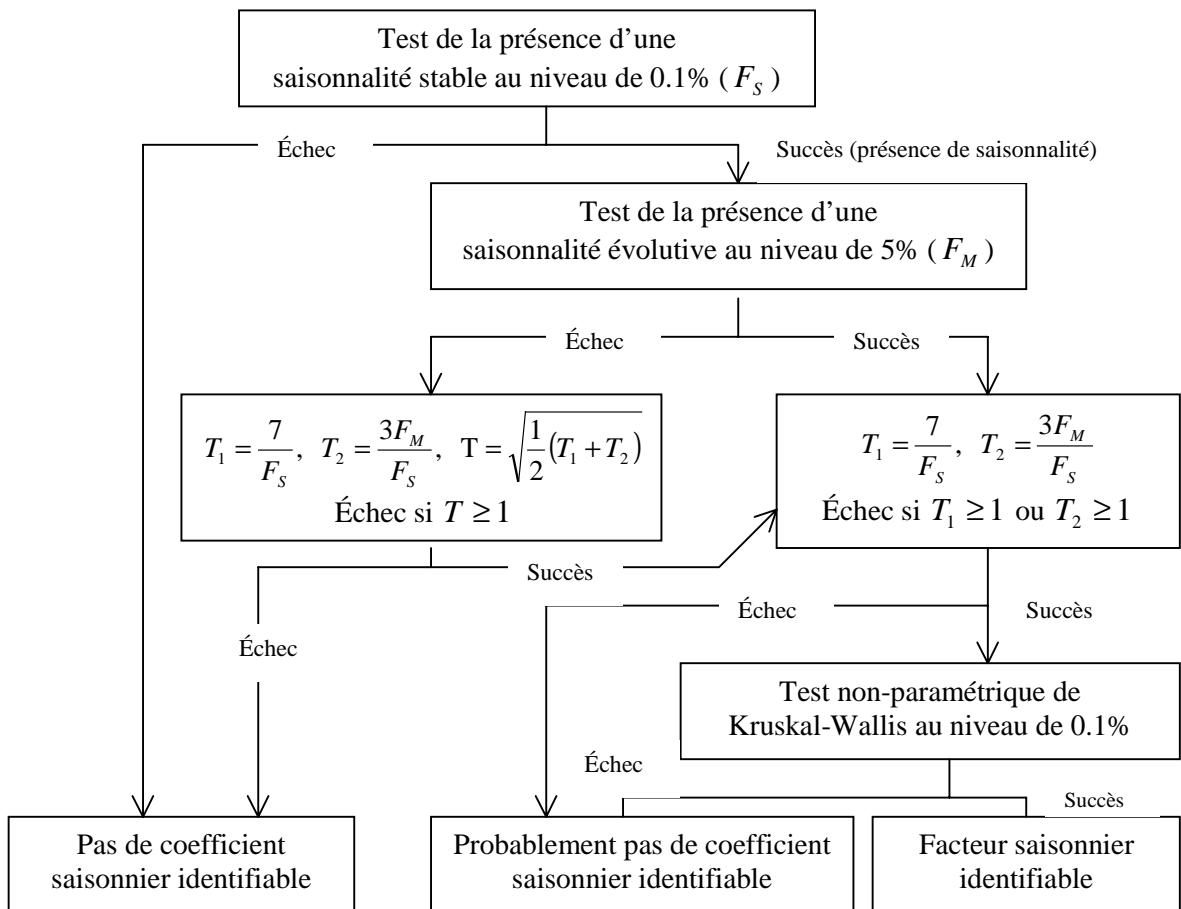 Test de la présence d’une
saisonnalité stable au niveau de 0.1% ( F_S )
Échec
Succès (présence de saisonnalité)
Test de la présence d’une
saisonnalité évolutive au niveau de 5% ( F_M )
Échec
Succès
T_1 = 7/F_S, T_2 = 3F_M/F_S, T = √(1/2(T_1 + T_2))
Échec si T ≥ 1
T_1 = 7/F_S, T_2 = 3F_M/F_S
Échec si T_1 ≥ 1 ou T_2 ≥ 1
Succès
Échec
Succès
Échec
Test non-paramétrique de
Kruskal-Wallis au niveau de 0.1%
Échec
Succès
Pas de coefficient
saisonnier identifiable
Probablement pas de coefficient
saisonnier identifiable
Facteur saisonnier
identifiable